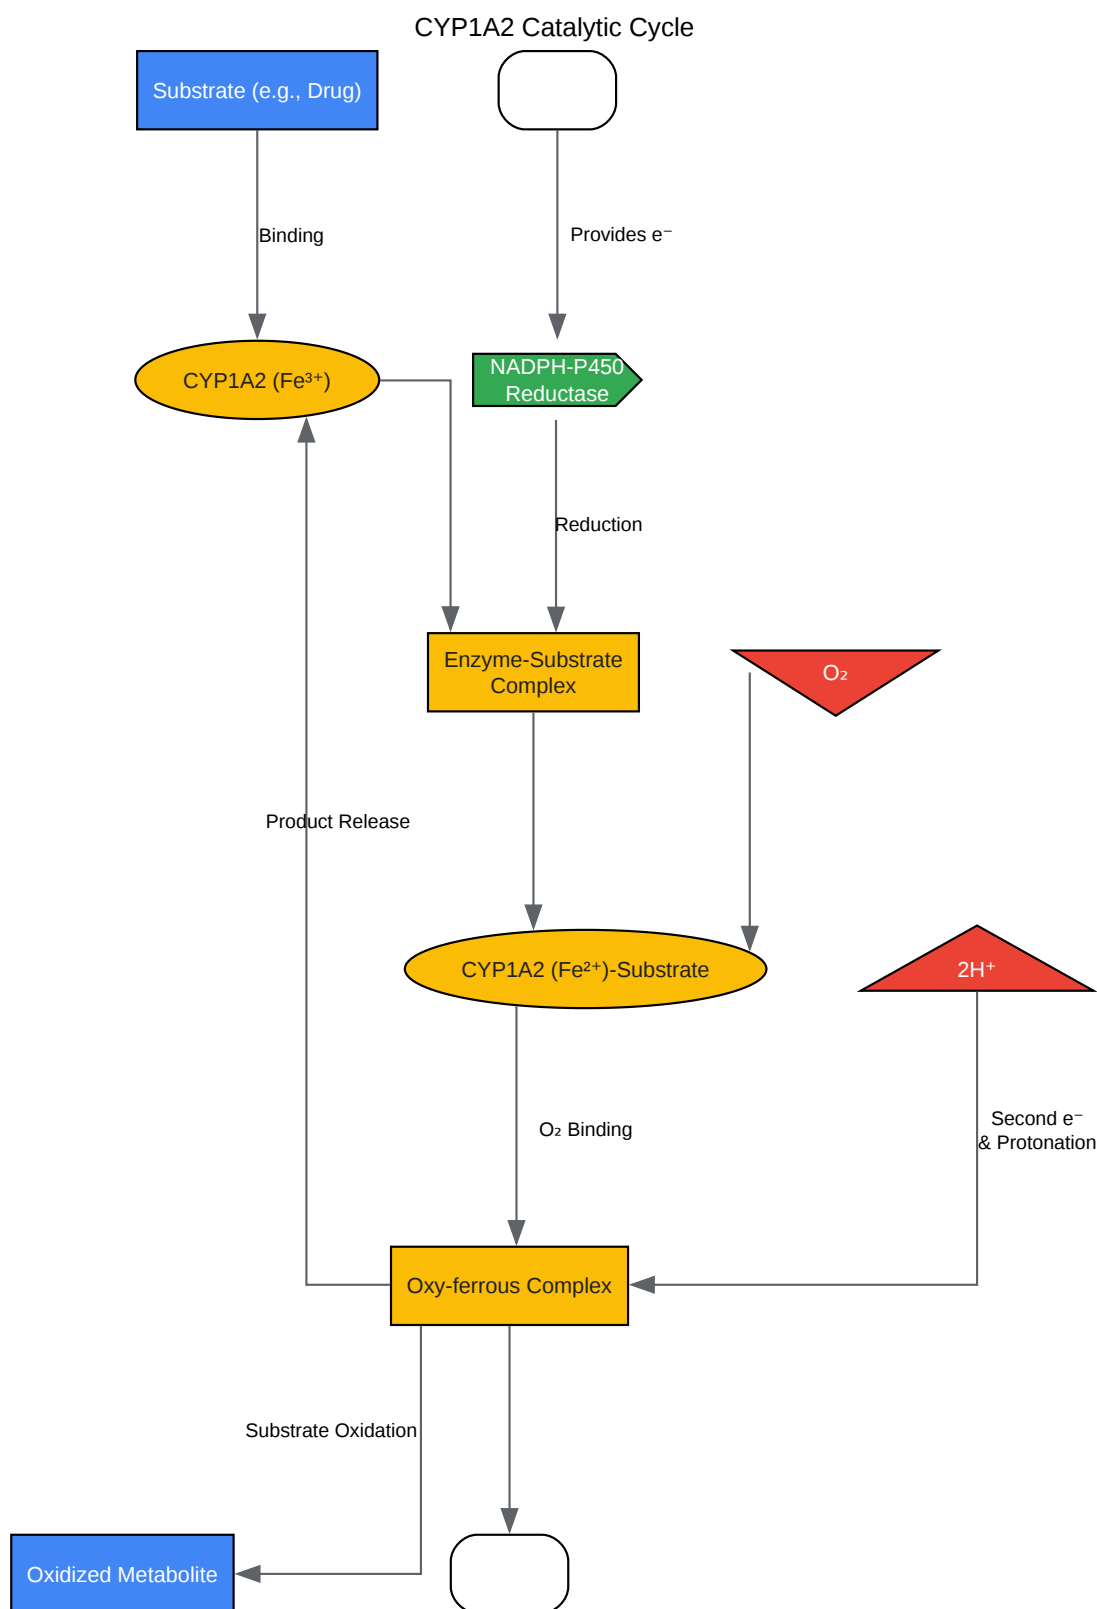 CYP1A2 Catalytic Cycle
Substrate (e.g., Drug)
Binding
Provides e⁻
CYP1A2 (Fe³⁺)
NADPH-P450
Reductase
Reduction
Enzyme-Substrate
Complex
O₂
Product Release
CYP1A2 (Fe²⁺)-Substrate
2H⁺
O₂ Binding
Second e⁻
& Protonation
Oxy-ferrous Complex
Substrate Oxidation
Oxidized Metabolite